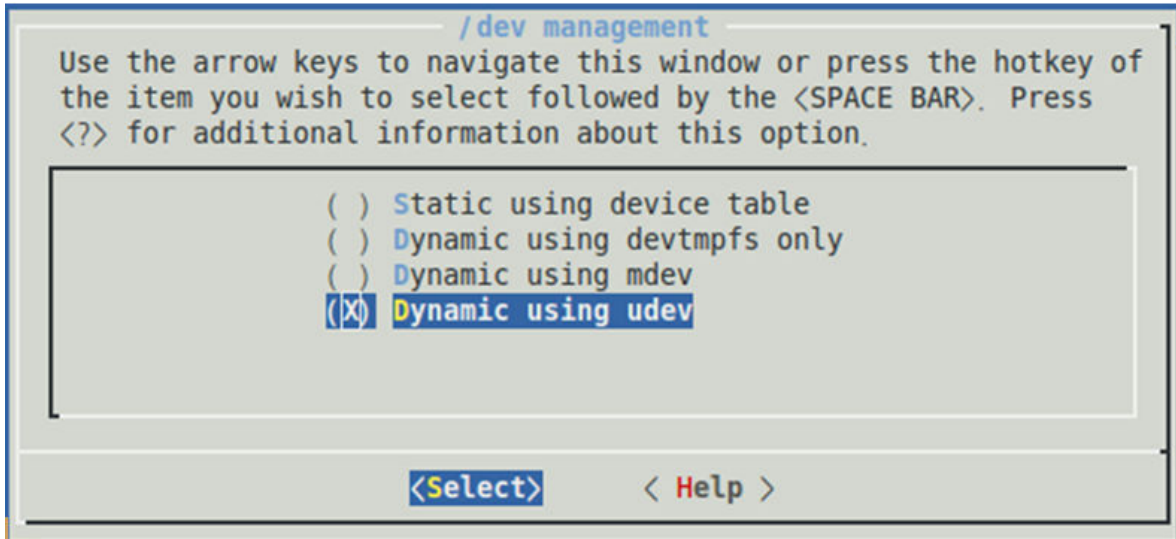 /dev management
Use the arrow keys to navigate this window or press the hotkey of
the item you wish to select followed by the <SPACE BAR>. Press
<?> for additional information about this option.
( ) Static using device table
( ) Dynamic using devtmpfs only
( ) Dynamic using mdev
(X) Dynamic using udev
<Select> < Help >